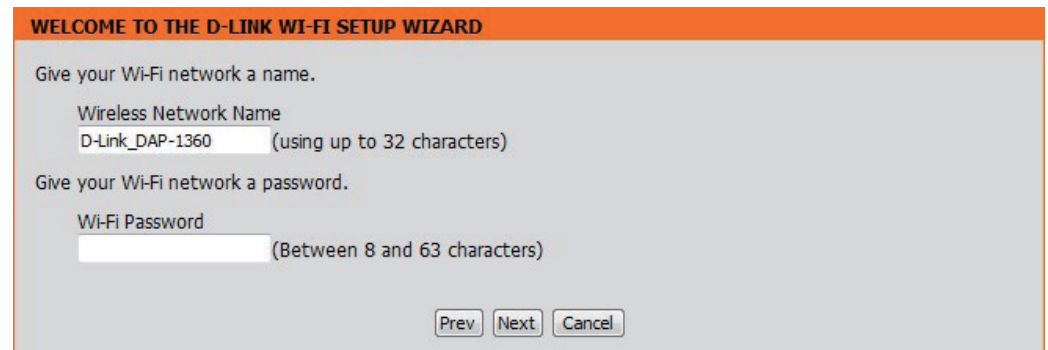 WELCOME TO THE D-LINK WI-FI SETUP WIZARD
Give your Wi-Fi network a name.
Wireless Network Name
D-Link_DAP-1360 (using up to 32 characters)
Give your Wi-Fi network a password.
Wi-Fi Password
(Between 8 and 63 characters)
Prev Next Cancel